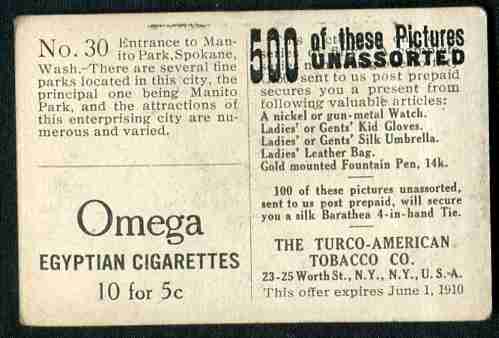 No. 30 Entrance to Man-
ito Park, Spokane,
Wash.-There are several fine
parks located in this city, the
principal one being Manito
Park, and the attractions of
this enterprising city are nu-
merous and varied.
Omega
EGYPTIAN CIGARETTES
10 for 5c
500 of these Pictures
UNASSORTED
sent to us post prepaid
secures you a present from
following valuable articles:
A nickel or gun-metal Watch.
Ladies' or Gents' Kid Gloves.
Ladies' or Gents' Silk Umbrella.
Ladies' Leather Bag.
Gold mounted Fountain Pen, 14k.
100 of these pictures unassorted,
sent to us post prepaid, will secure
you a silk Barathea 4-in-hand Tie.
THE TURCO-AMERICAN
TOBACCO CO.
23-25 Worth St., N.Y., N.Y., U.S.-A.
This offer expires June 1, 1910